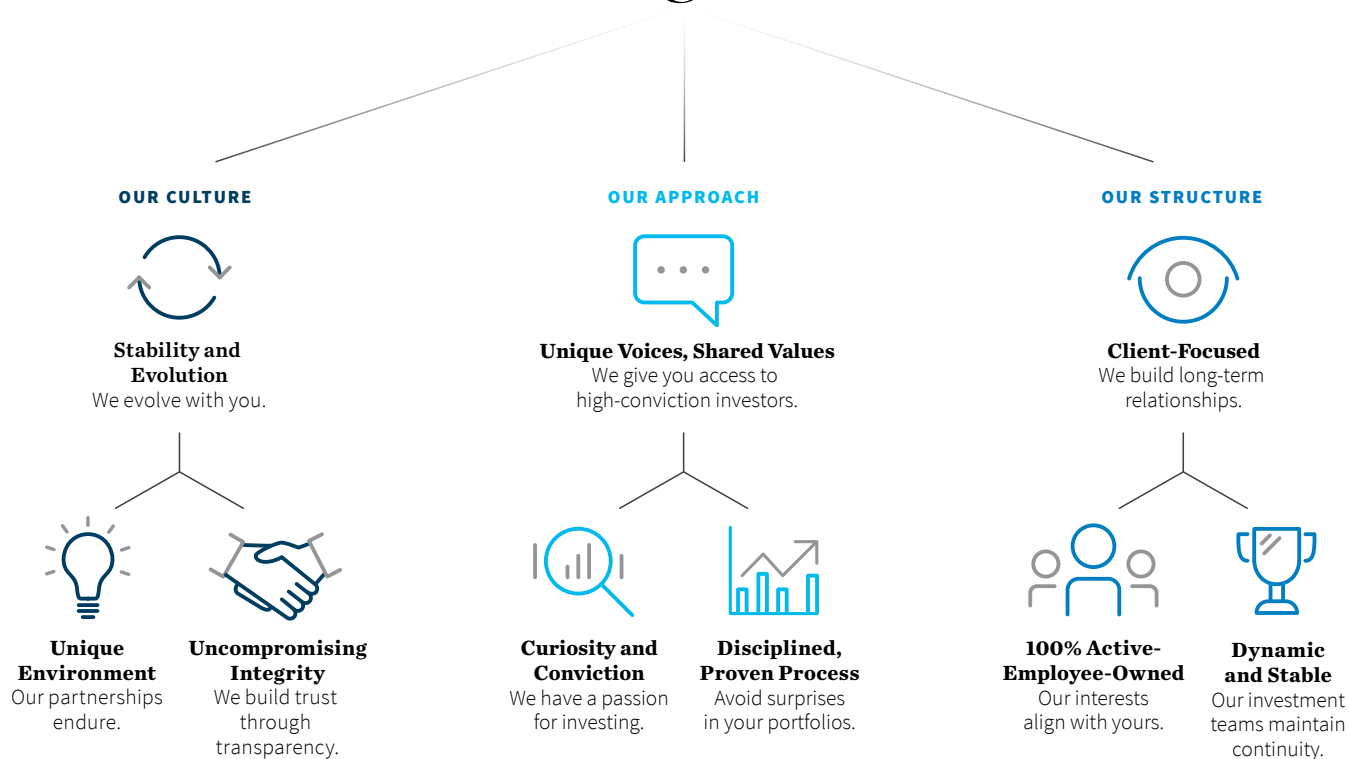 OUR CULTURE
Stability and
Evolution
We evolve with you.
Unique
Environment
Our partnerships
endure.
Uncompromising
Integrity
We build trust
through
transparency.
OUR APPROACH
Unique Voices, Shared Values
We give you access to
high-conviction investors.
Curiosity and
Conviction
We have a passion
for investing.
Disciplined,
Proven Process
Avoid surprises
in your portfolios.
OUR STRUCTURE
Client-Focused
We build long-term
relationships.
100% Active-
Employee-Owned
Our interests
align with yours.
Dynamic
and Stable
Our investment
teams maintain
continuity.